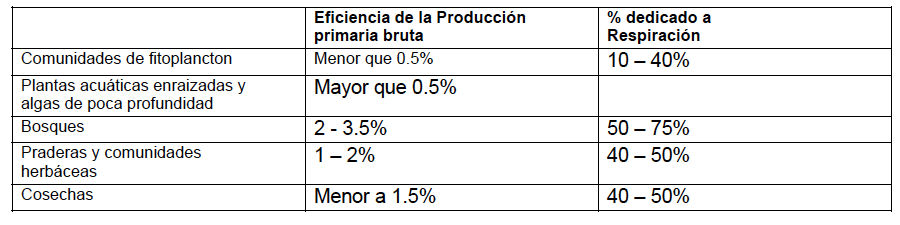 Eficiencia de la Producción
primaria bruta
% dedicado a
Respiración
Comunidades de fitoplancton
Menor que 0.5%
10 – 40%
Plantas acuáticas enraizadas y
algas de poca profundidad
Mayor que 0.5%
Bosques
2 - 3.5%
50 – 75%
Praderas y comunidades
herbáceas
1 – 2%
40 – 50%
Cosechas
Menor a 1.5%
40 – 50%